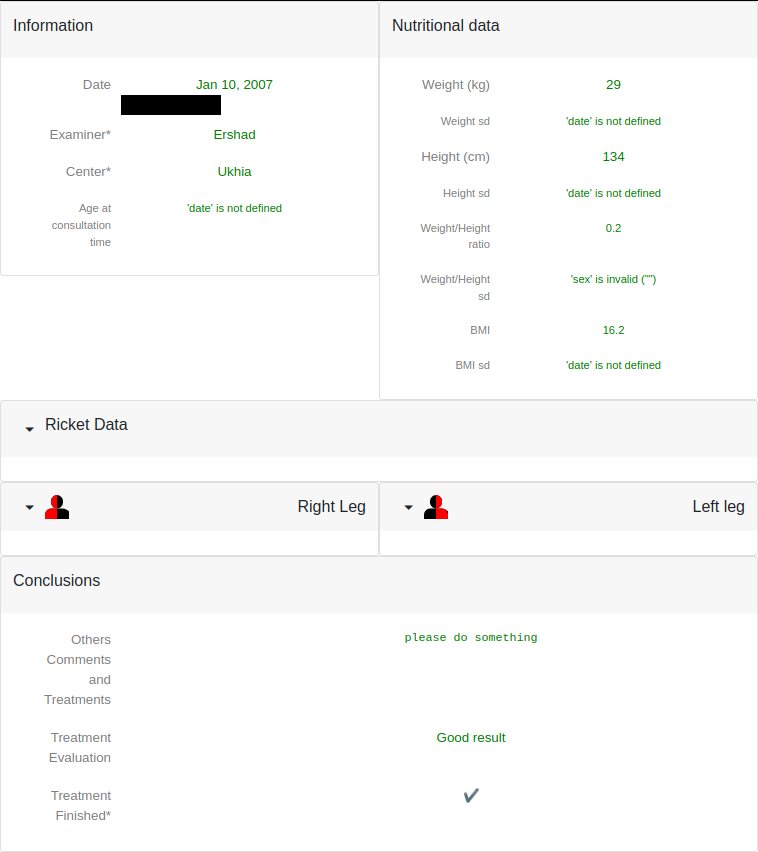 Information
Date Jan 10, 2007
Examiner* Ershad
Center* Ukhia
Age at 'date' is not defined
consultation
time
Nutritional data
Weight (kg) 29
Weight sd 'date' is not defined
Height (cm) 134
Height sd 'date' is not defined
Weight/Height 0.2
ratio
Weight/Height 'sex' is invalid ("")
sd
BMI 16.2
BMI sd 'date' is not defined
Ricket Data
Right Leg
Left leg
Conclusions
Others please do something
Comments
and
Treatments
Treatment Good result
Evaluation
Treatment ✔
Finished*